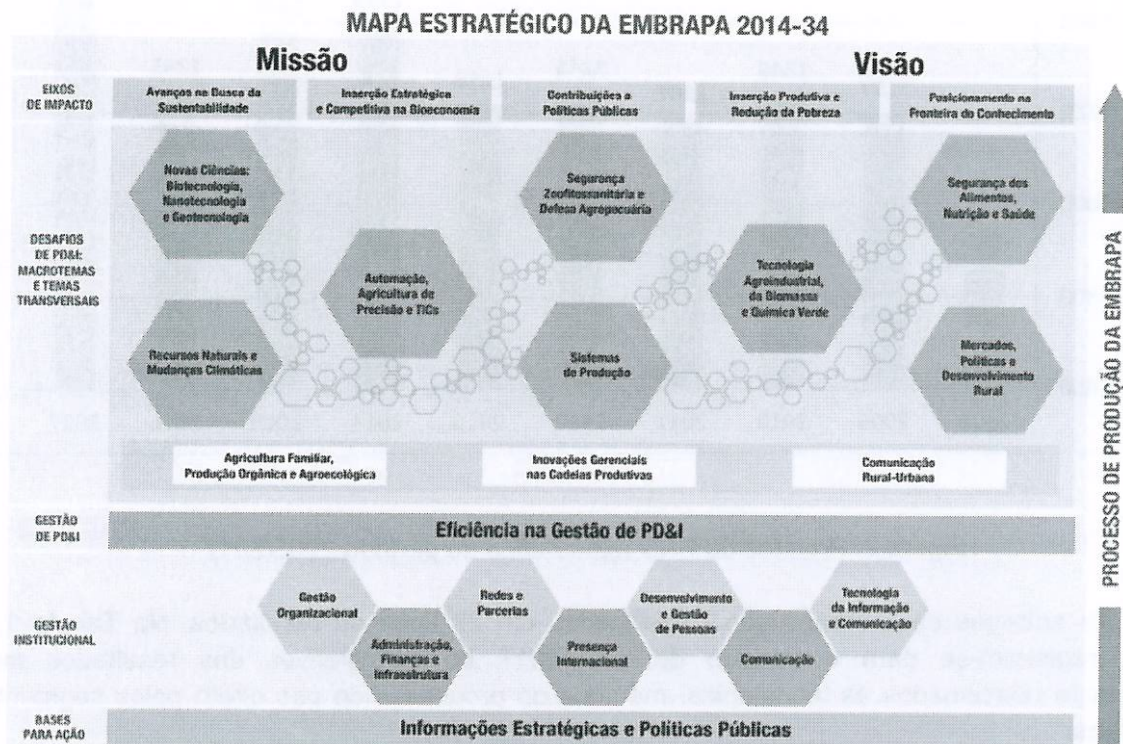 MAPA ESTRATÉGICO DA EMBRAPA 2014-34
Missão
Visão
EIXOS
DE IMPACTO
Avanços na Busca da
Sustentabilidade
Inserção Estratégica
e Competitiva na Bioeconomia
Contribuições a
Políticas Públicas
Inserção Produtiva e
Redução da Pobreza
Posicionamento na
Fronteira do Conhecimento
DESAFIOS
DE PD&I:
MACROTEMAS
E TEMAS
TRANSVERSAIS
Novas Ciências:
Biotecnologia,
Nanotecnologia
e Geotecnologia
Segurança
Zoofitossanitária e
Defesa Agropecuária
Segurança dos
Alimentos,
Nutrição e Saúde
Automação,
Agricultura de
Precisão e TICs
Tecnologia
Agroindustrial,
da Biomassa
e Química Verde
Recursos Naturais e
Mudanças Climáticas
Sistemas
de Produção
Mercados,
Políticas e
Desenvolvimento
Rural
Agricultura Familiar,
Produção Orgânica e Agroecológica
Inovações Gerenciais
nas Cadeias Produtivas
Comunicação
Rural-Urbana
GESTÃO
DE PD&I
Eficiência na Gestão de PD&I
GESTÃO
INSTITUCIONAL
Gestão
Organizacional
Administração,
Finanças e
Infraestrutura
Redes e
Parcerias
Presença
Internacional
Desenvolvimento
e Gestão
de Pessoas
Comunicação
Tecnologia
da Informação
e Comunicação
BASES
PARA AÇÃO
Informações Estratégicas e Políticas Públicas
PROCESSO DE PRODUÇÃO DA EMBRAPA